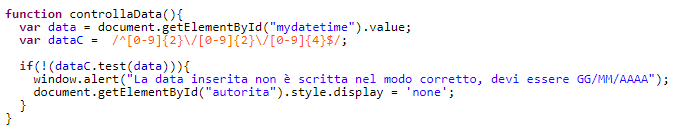 function controllaData(){
var data = document.getElementById("mydatetime").value;
var dataC =  /^[0-9]{2}\/[0-9]{2}\/[0-9]{4}$/;
if(!(dataC.test(data))){
window.alert("La data inserita non è scritta nel modo corretto, devi essere GG/MM/AAAA");
document.getElementById("autorita").style.display = 'none';
}
}